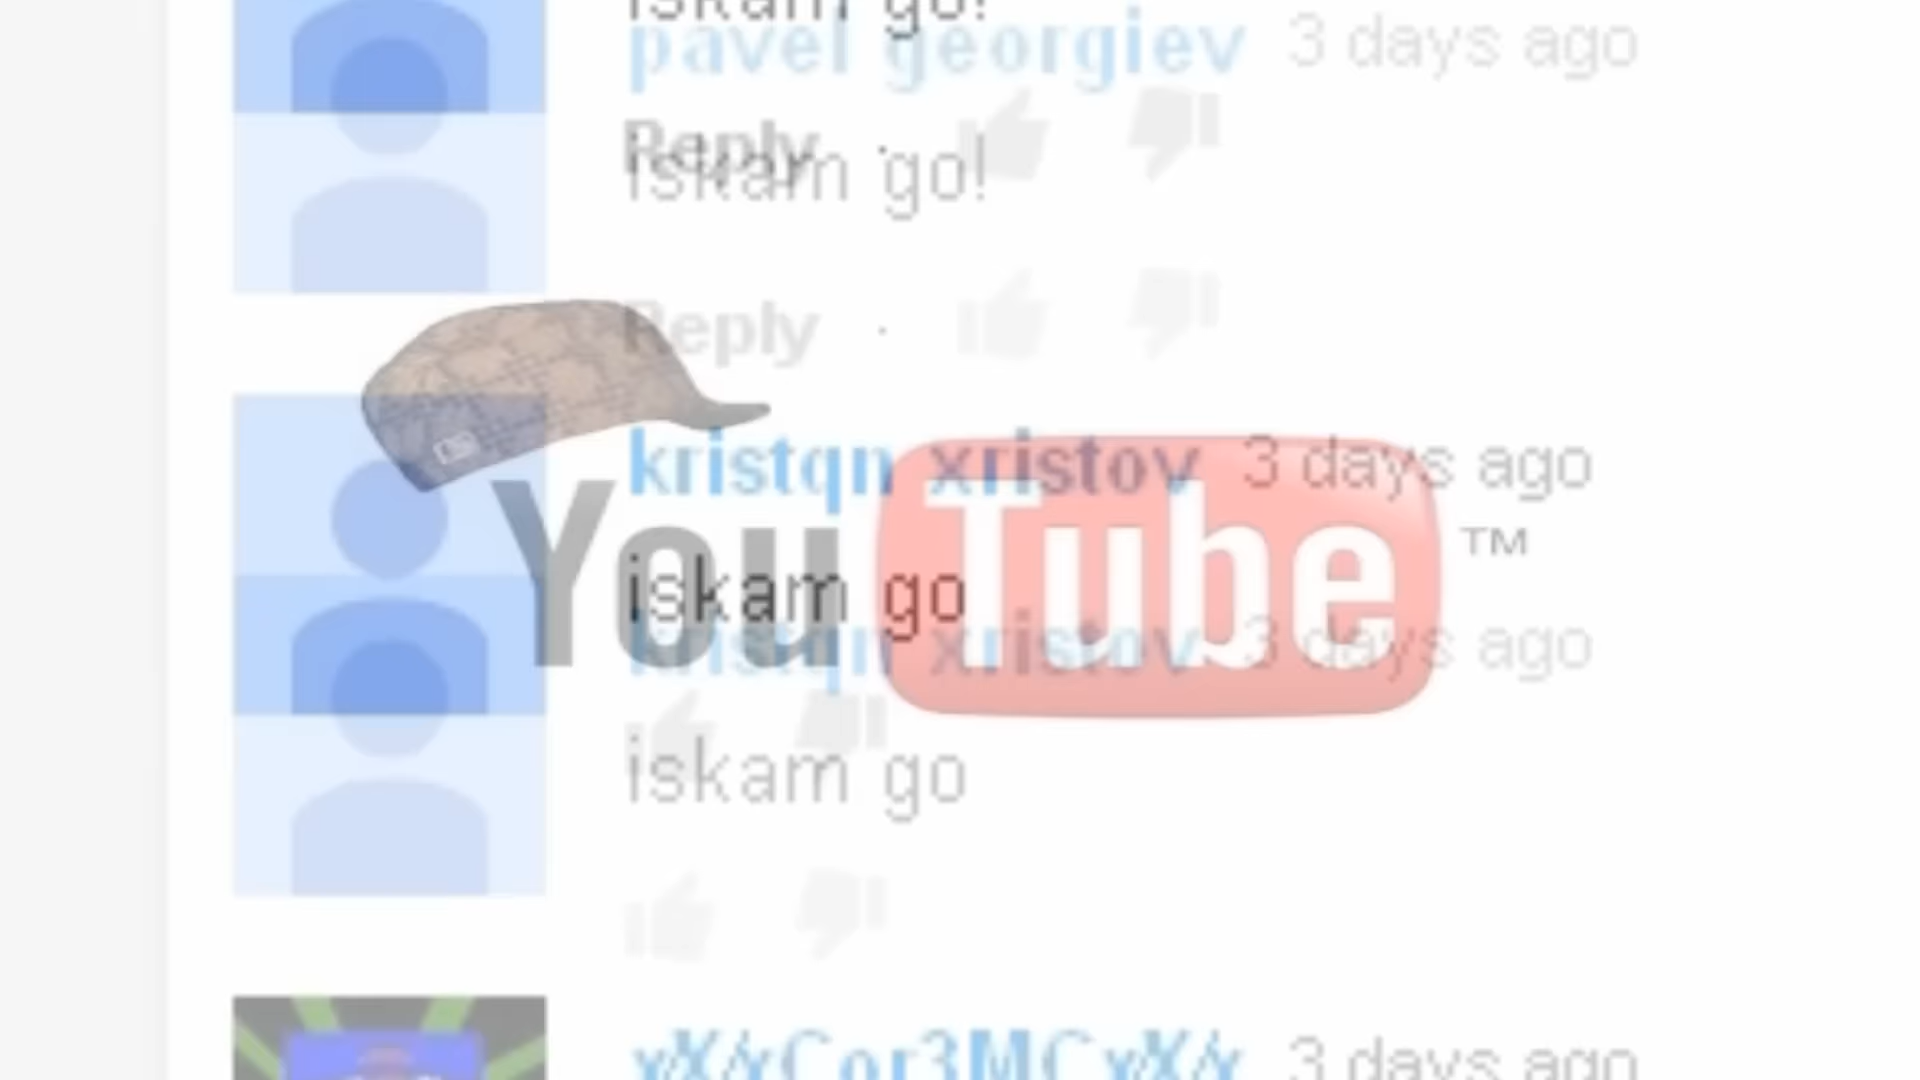 iskam go!
pavel georgiev 3 days ago
Reply
iskam go!
Reply
kristqn xristov 3 days ago
YouTube™
iskam go
kristqn xristov 3 days ago
iskam go
xXxCor3MCxXx 3 days ago